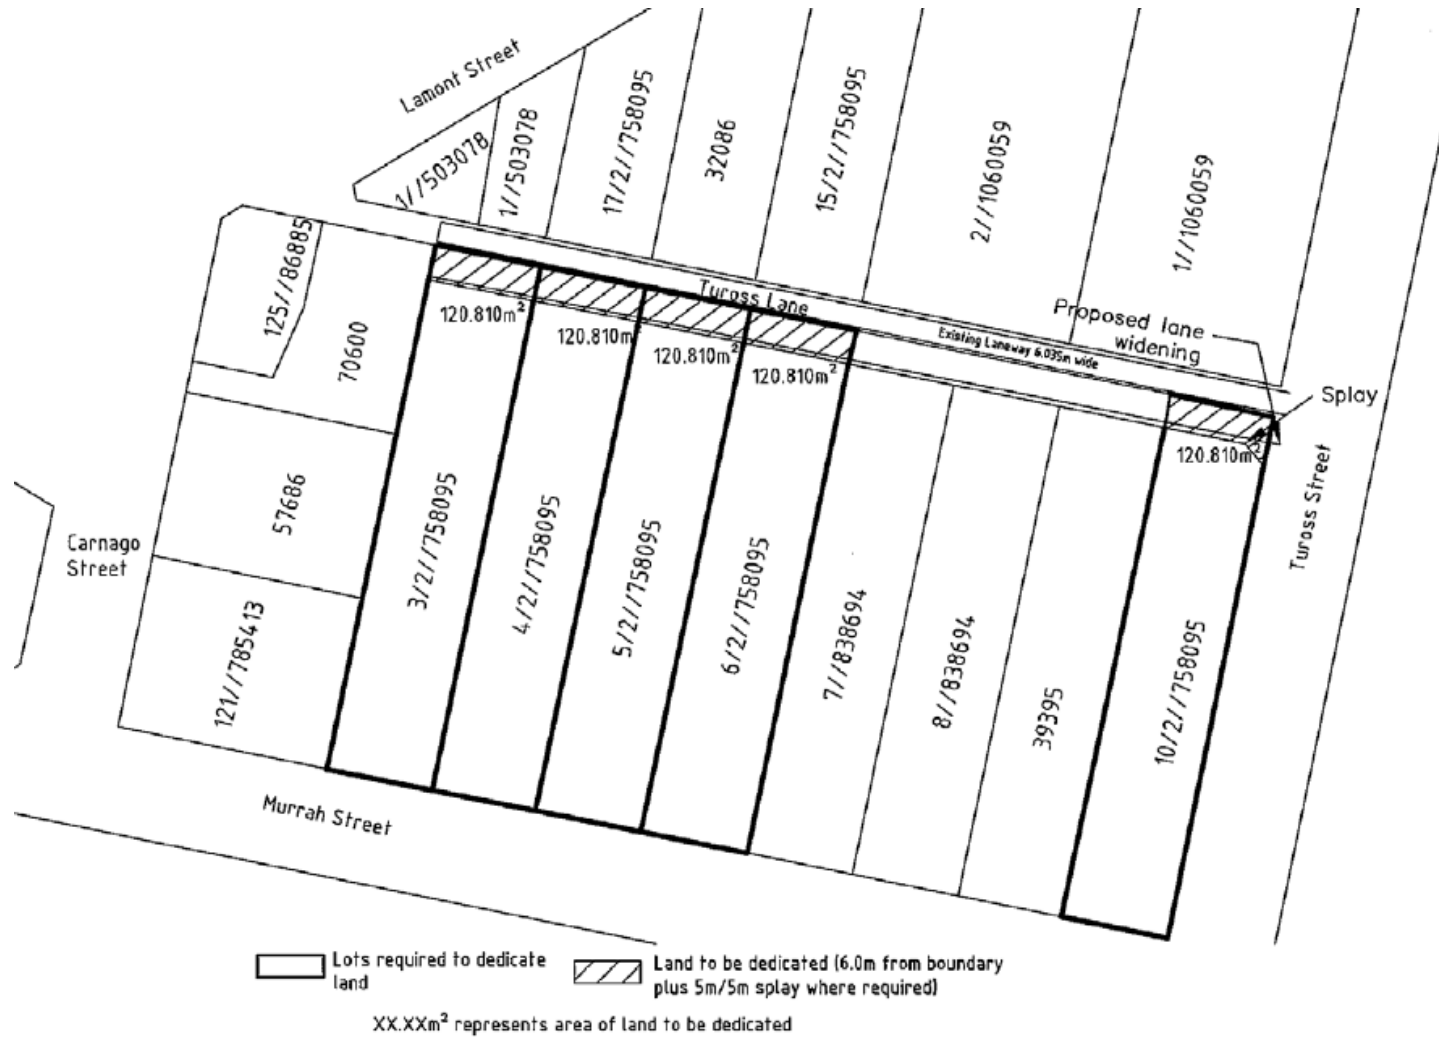 Lamont Street
1//503078
1//503078
17/2//758095
32086
15/2//758095
2//1060059
1//1060059
125//86885
70600
Tuross Lane
Existing Laneway 6.035m wide
Proposed lane
widening
Splay
120.810m²
120.810m²
120.810m²
120.810m²
120.810m²
57686
Carnago
Street
121//785413
3/2//758095
4/2//758095
5/2//758095
6/2//758095
7//838694
8//838694
39395
10/2//758095
Tuross Street
Murrah Street
Lots required to dedicate
land
Land to be dedicated (6.0m from boundary
plus 5m/5m splay where required)
XX.XXm² represents area of land to be dedicated